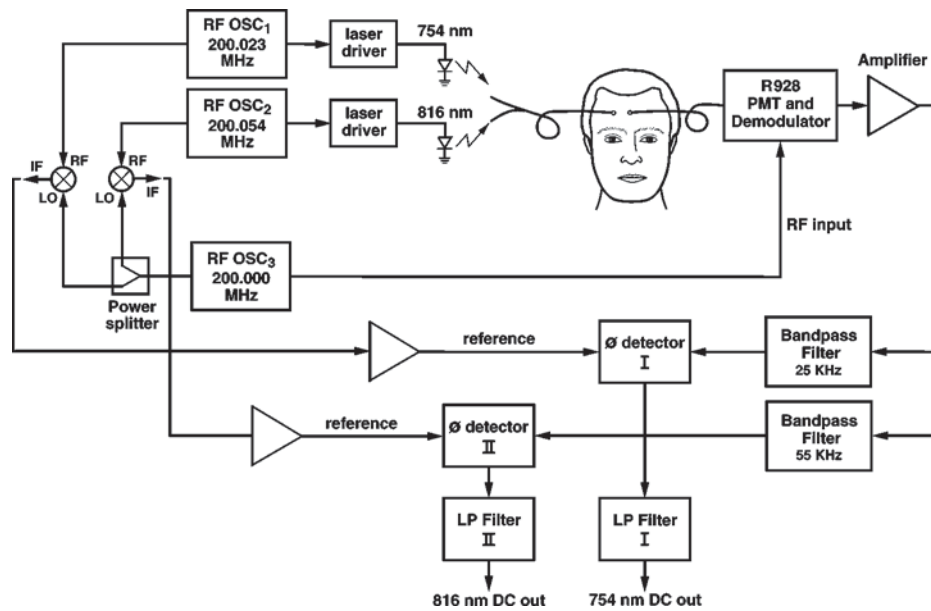 RF OSC1
200.023
MHz
laser
driver
754 nm
RF OSC2
200.054
MHz
laser
driver
816 nm
R928
PMT and
Demodulator
Amplifier
IF
RF
LO
RF
IF
LO
RF input
RF OSC3
200.000
MHz
Power
splitter
reference
ø detector
I
Bandpass
Filter
25 KHz
reference
ø detector
II
Bandpass
Filter
55 KHz
LP Filter
II
LP Filter
I
816 nm DC out
754 nm DC out